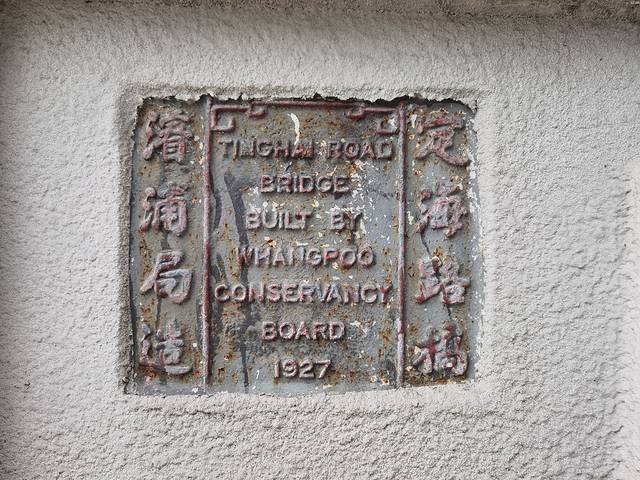 定海路橋
TINGHAI ROAD
BRIDGE
BUILT BY
WHANGPOO
CONSERVANCY
BOARD
1927
濬浦局造